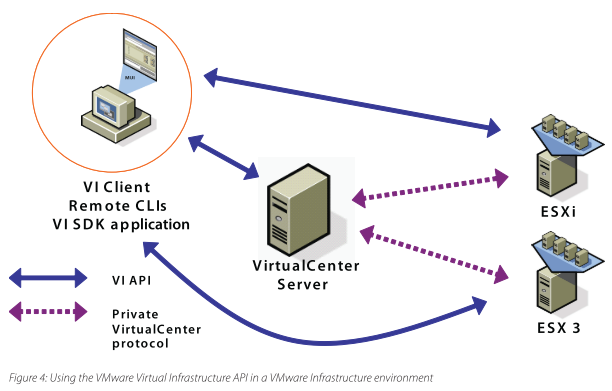 MUI
VI Client
Remote CLIs
VI SDK application
ESXi
VirtualCenter
Server
VI API
Private
VirtualCenter
protocol
ESX 3
Figure 4: Using the VMware Virtual Infrastructure API in a VMware Infrastructure environment